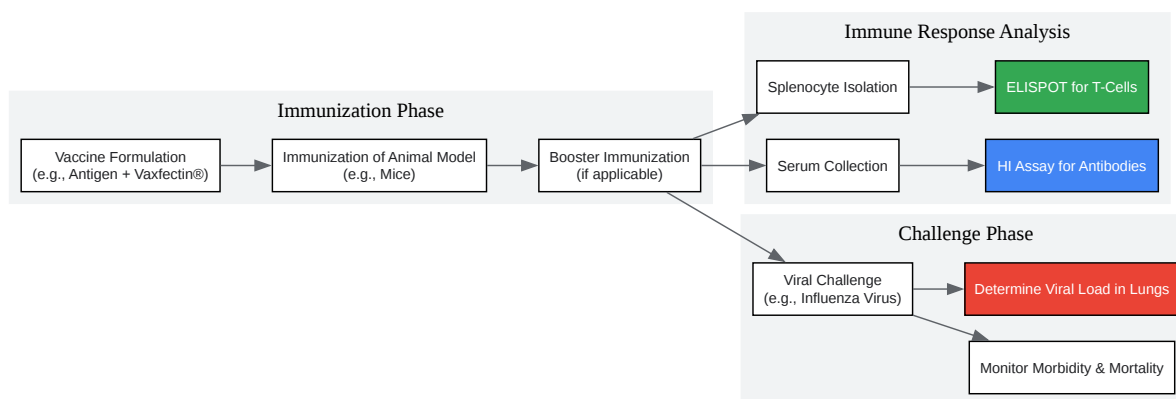 Immune Response Analysis
Splenocyte Isolation
ELISPOT for T-Cells
Immunization Phase
Vaccine Formulation
(e.g., Antigen + Vaxfectin®)
Immunization of Animal Model
(e.g., Mice)
Booster Immunization
(if applicable)
Serum Collection
HI Assay for Antibodies
Challenge Phase
Viral Challenge
(e.g., Influenza Virus)
Determine Viral Load in Lungs
Monitor Morbidity & Mortality